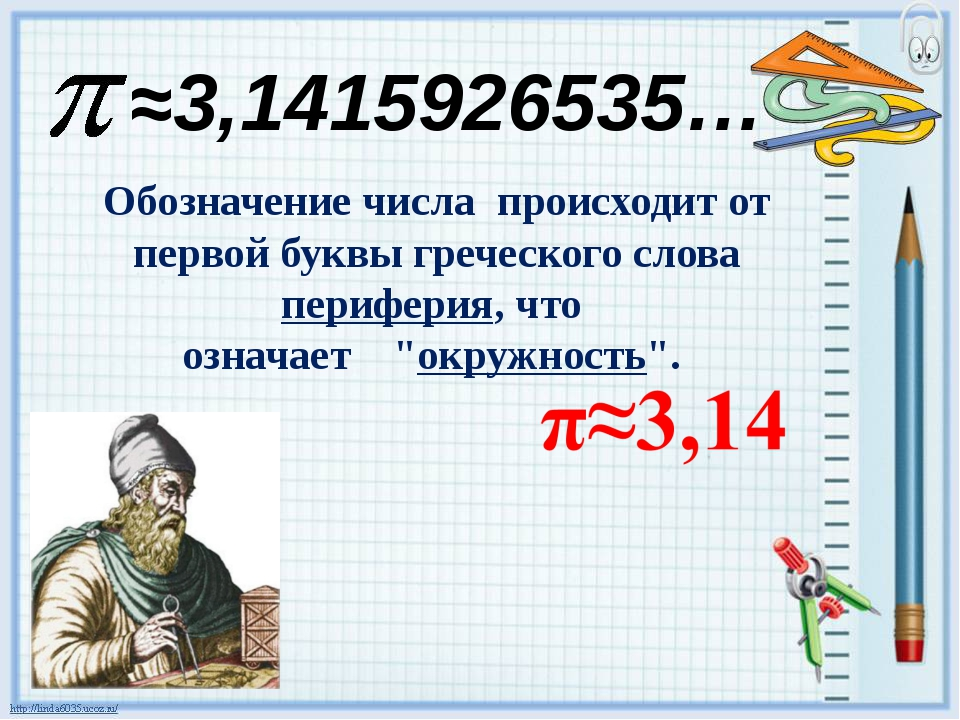 π≈3,1415926535…
Обозначение числа происходит от
первой буквы греческого слова
периферия, что
означает "окружность".
π≈3,14
http://linda6035.ucoz.ru/